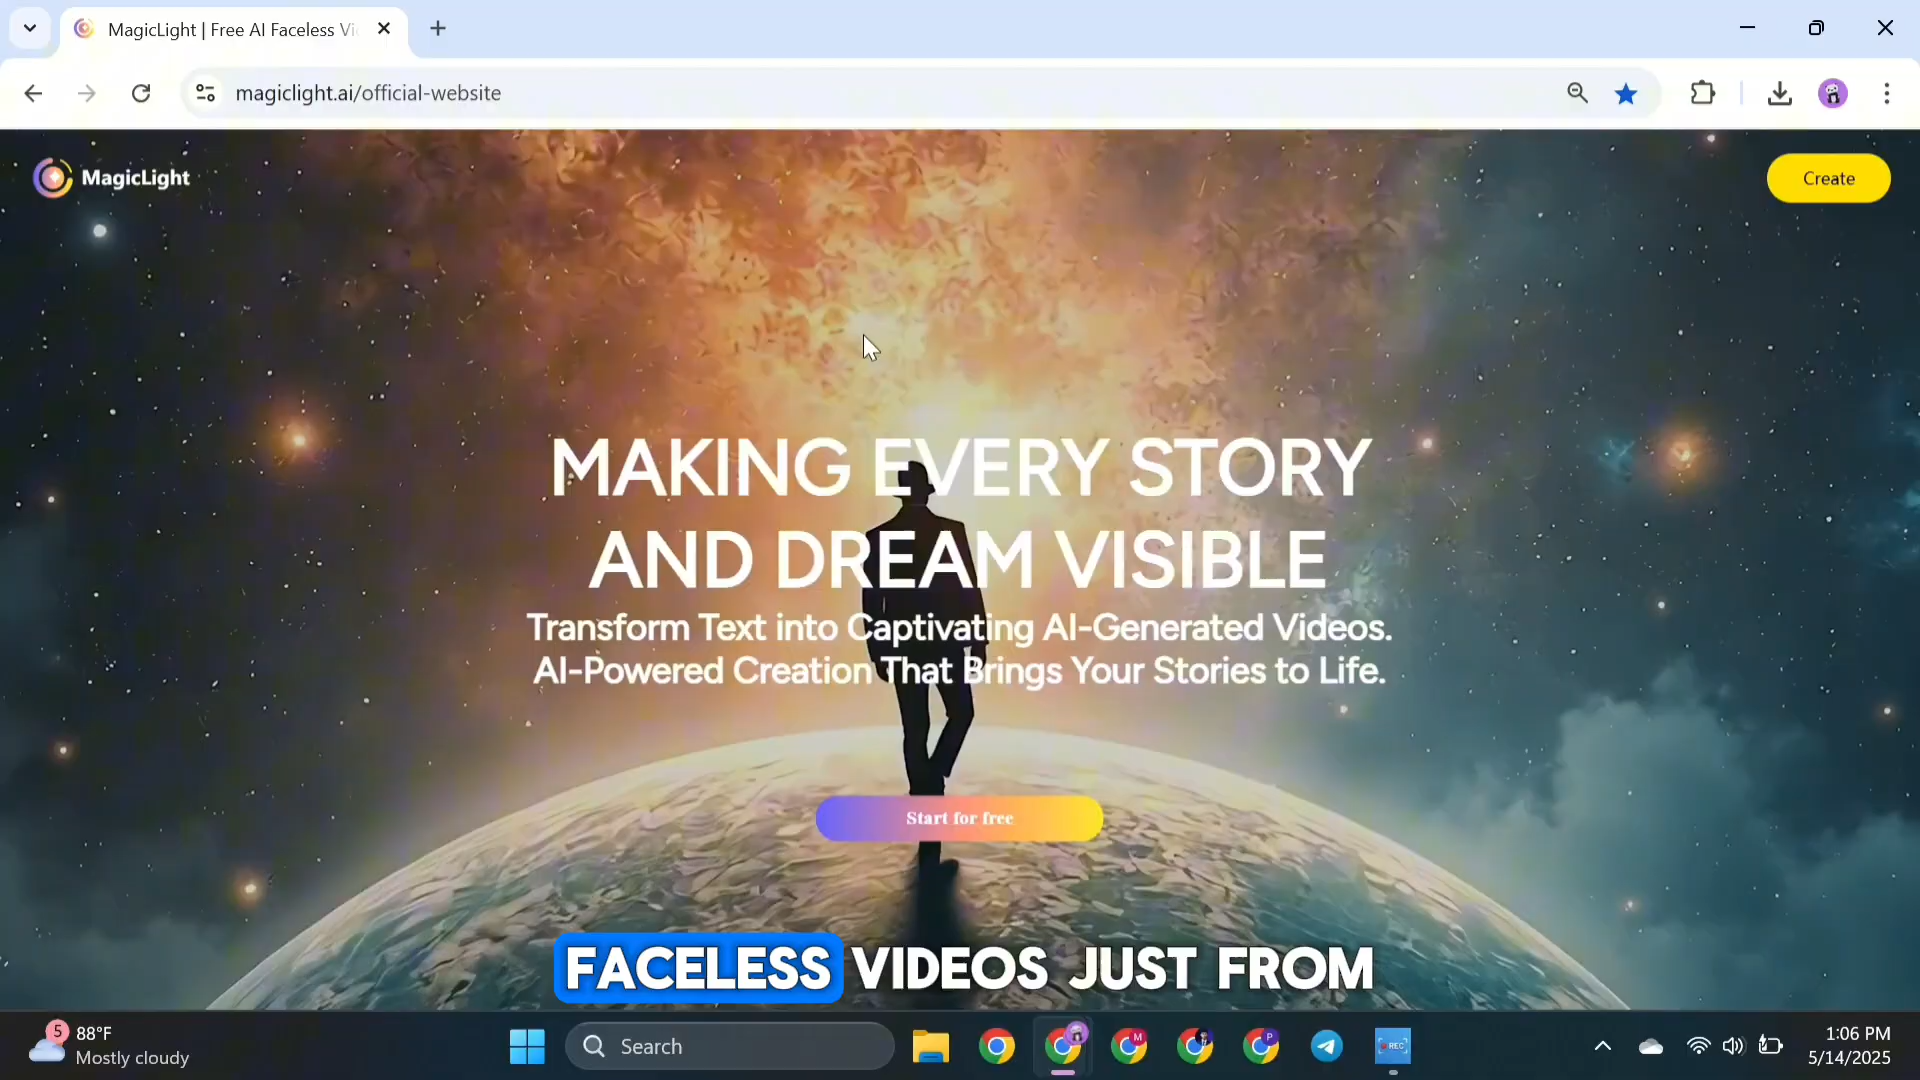 MagicLight | Free AI Faceless Vi
magiclight.ai/official-website
MagicLight
Create
MAKING EVERY STORY
AND DREAM VISIBLE
Transform Text into Captivating AI-Generated Videos.
AI-Powered Creation That Brings Your Stories to Life.
Start for free
FACELESS VIDEOS JUST FROM
5
88°F
Mostly cloudy
Search
M
P
REC
1:06 PM
5/14/2025